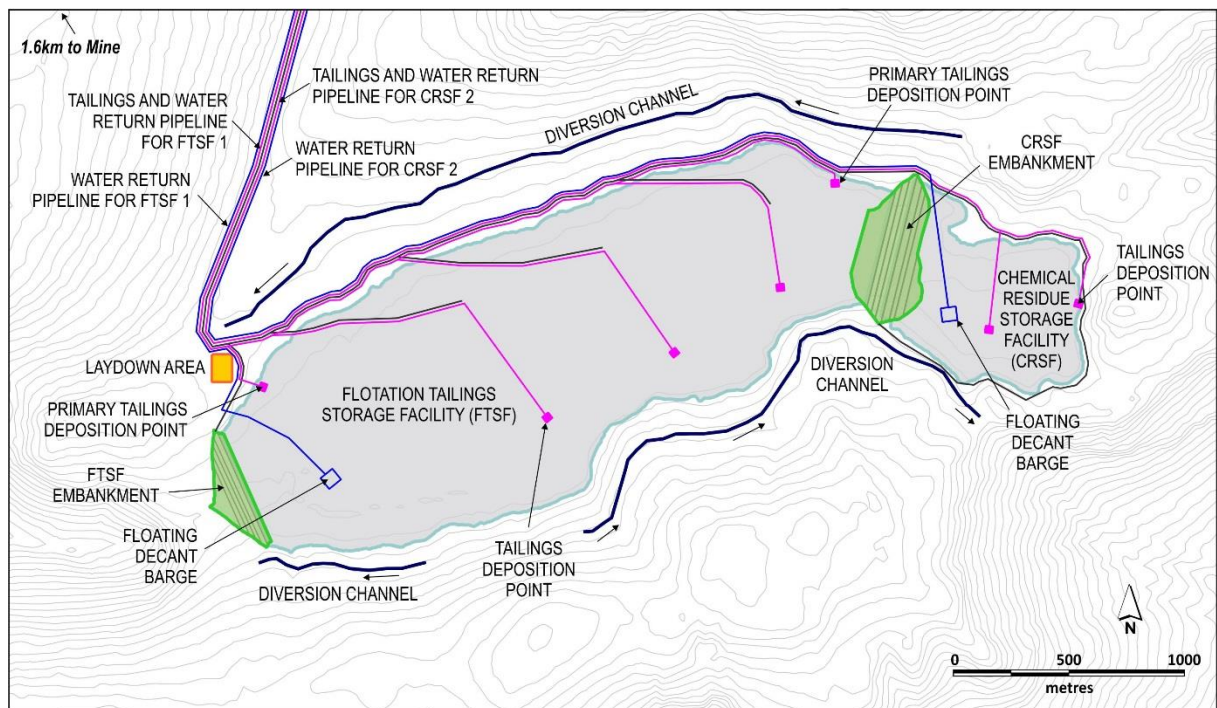 1.6km to Mine
TAILINGS AND WATER RETURN
PIPELINE FOR CRSF 2
TAILINGS AND WATER
RETURN PIPELINE
FOR FTSF 1
WATER RETURN
PIPELINE FOR CRSF 2
WATER RETURN
PIPELINE FOR FTSF 1
DIVERSION CHANNEL
PRIMARY TAILINGS
DEPOSITION POINT
CRSF
EMBANKMENT
TAILINGS
DEPOSITION
POINT
CHEMICAL
RESIDUE
STORAGE
FACILITY
(CRSF)
LAYDOWN AREA
DIVERSION
CHANNEL
FLOTATION TAILINGS
STORAGE FACILITY (FTSF)
PRIMARY TAILINGS
DEPOSITION POINT
FLOATING
DECANT
BARGE
FTSF
EMBANKMENT
FLOATING
DECANT
BARGE
TAILINGS
DEPOSITION
POINT
DIVERSION CHANNEL
N
0 500 1000
metres